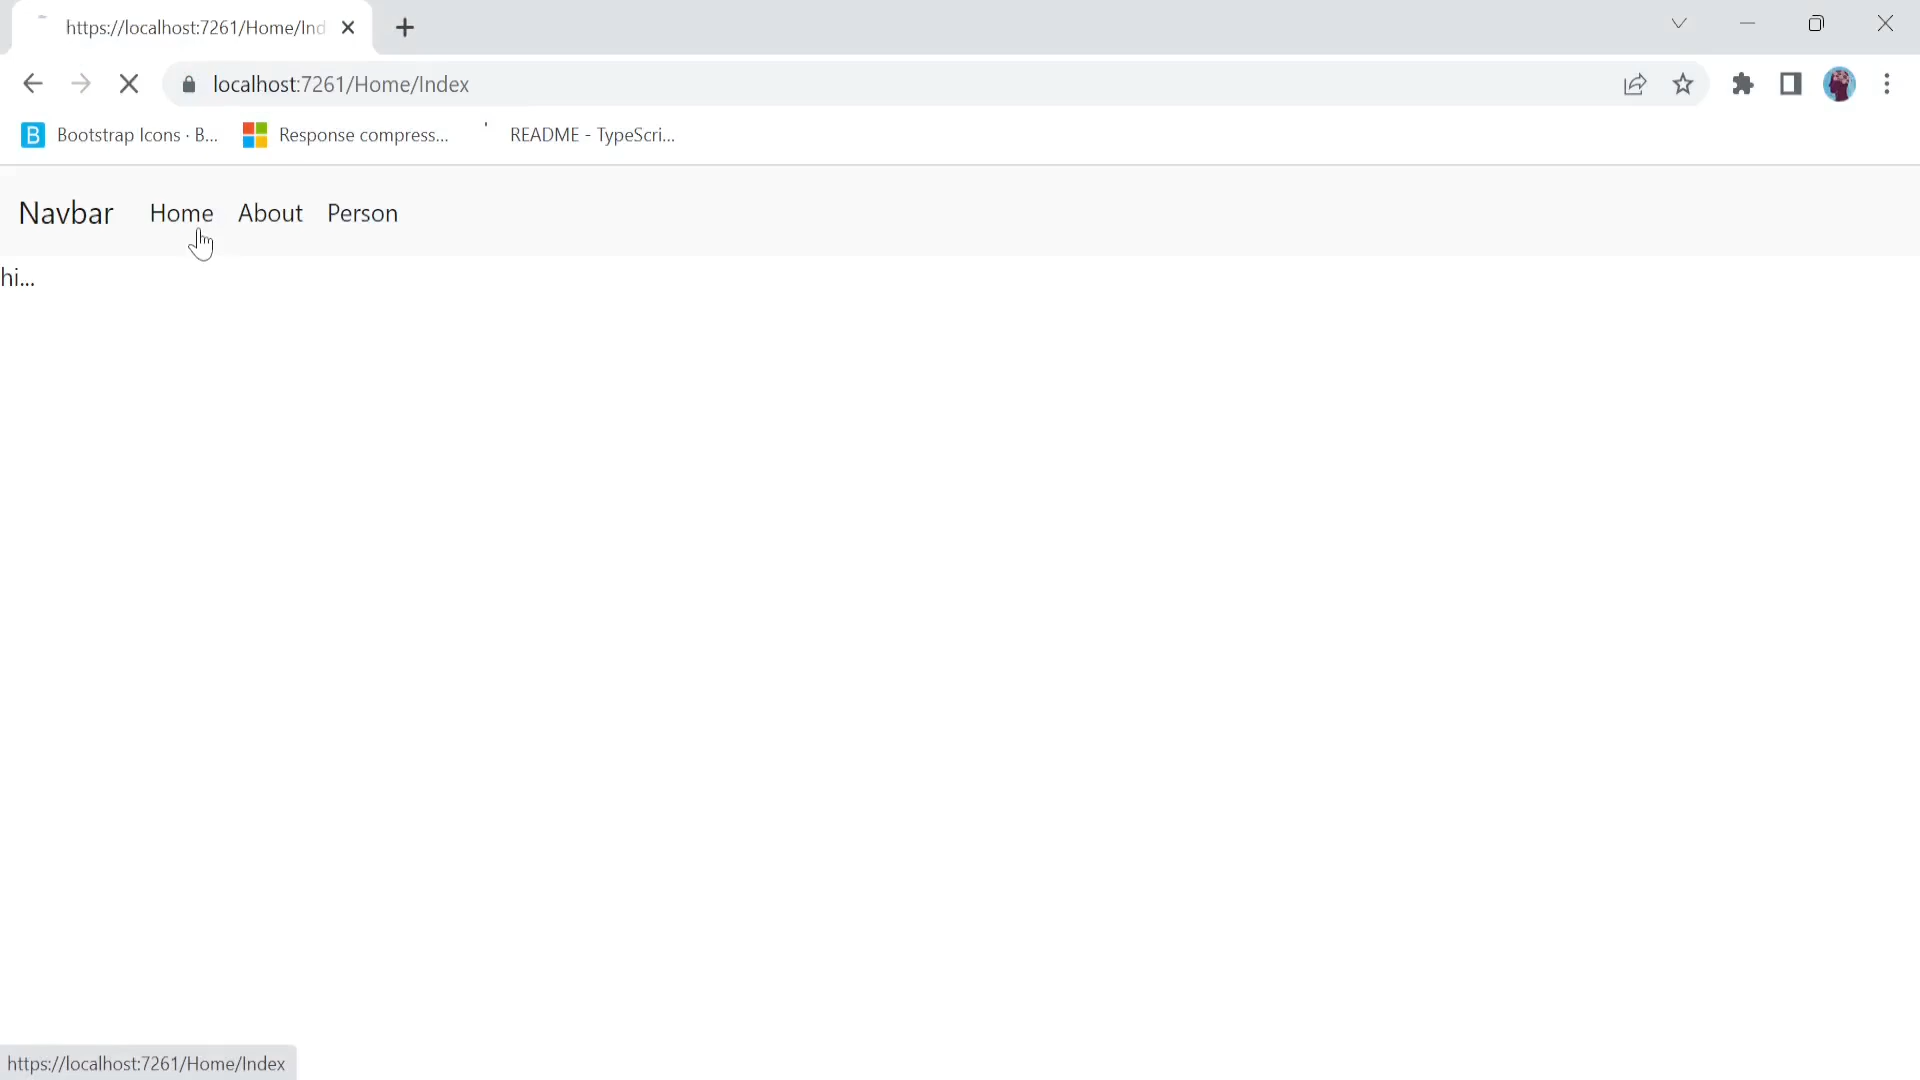 https://localhost:7261/Home/Ind
localhost:7261/Home/Index
B Bootstrap Icons · B... Response compress... README - TypeScri...
Navbar Home About Person
hi...
https://localhost:7261/Home/Index